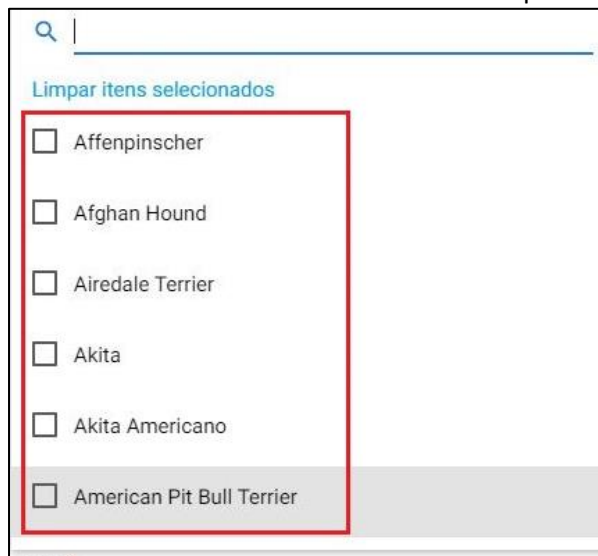 Limpar itens selecionados
Affenpinscher
Afghan Hound
Airedale Terrier
Akita
Akita Americano
American Pit Bull Terrier